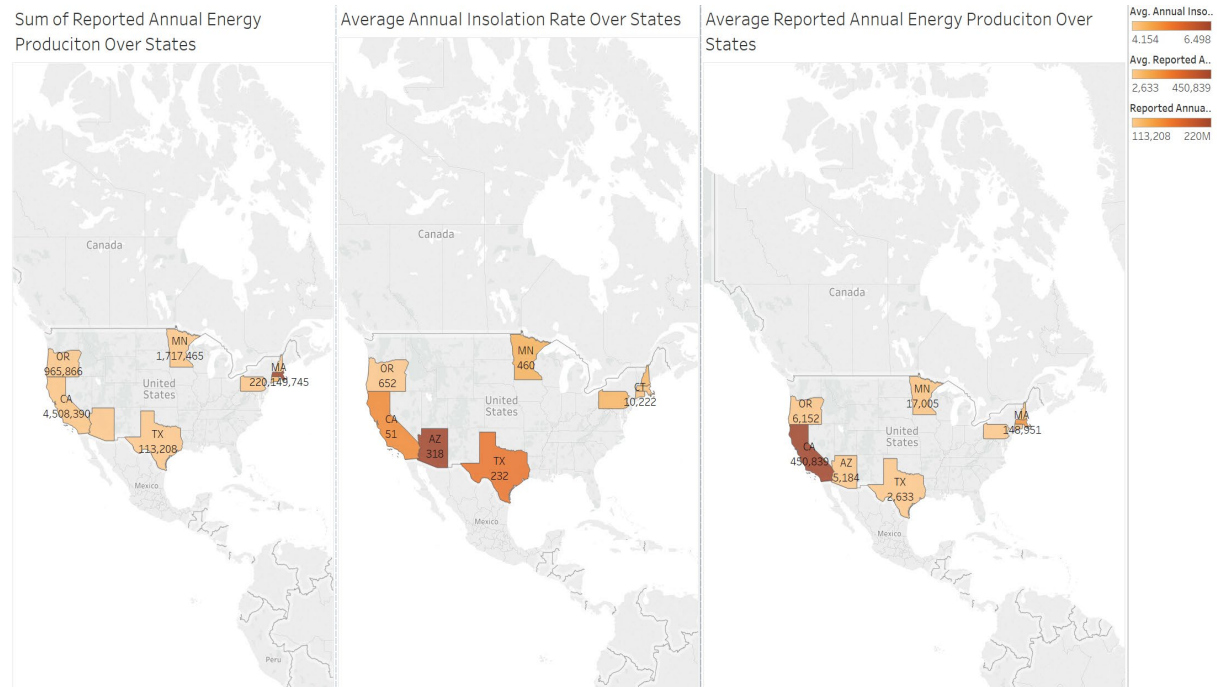 Sum of Reported Annual Energy
Produciton Over States
Canada
United
States
Mexico
Peru
OR
965,866
CA
4,508,390
MN
1,717,465
TX
113,208
MA
220,149,745
Average Annual Insolation Rate Over States
Canada
United
States
Mexico
OR
652
CA
51
AZ
318
MN
460
TX
232
CT
10,222
Average Reported Annual Energy Produciton Over
States
Canada
United
States
Mexico
OR
6,152
CA
450,839
AZ
5,184
MN
17,005
TX
2,633
MA
148,951
Avg. Annual Inso..
4.154 6.498
Avg. Reported A..
2,633 450,839
Reported Annua..
113,208 220M